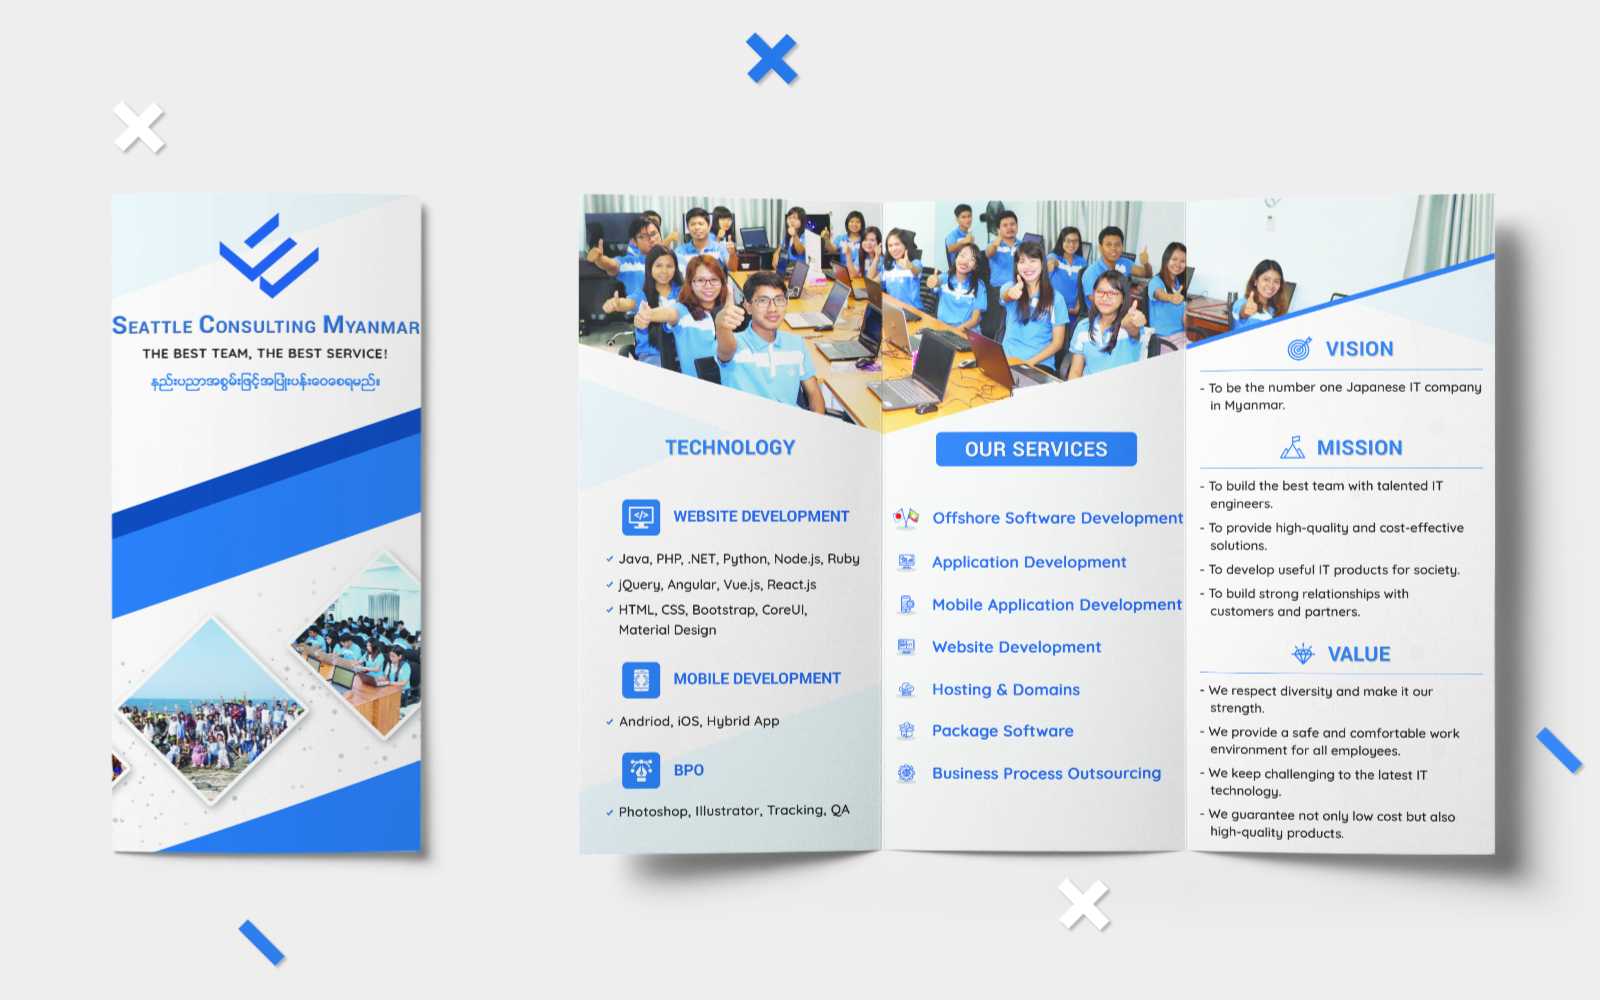 SEATTLE CONSULTING MYANMAR
THE BEST TEAM, THE BEST SERVICE!
နည်းပညာအစွမ်းဖြင့်အပြုံးပန်းဝေစေရမည်။
TECHNOLOGY
WEBSITE DEVELOPMENT
Java, PHP, .NET, Python, Node.js, Ruby
jQuery, Angular, Vue.js, React.js
HTML, CSS, Bootstrap, CoreUI,
Material Design
MOBILE DEVELOPMENT
Andriod, iOS, Hybrid App
BPO
Photoshop, Illustrator, Tracking, QA
OUR SERVICES
Offshore Software Development
Application Development
Mobile Application Development
Website Development
Hosting & Domains
Package Software
Business Process Outsourcing
VISION
- To be the number one Japanese IT company
in Myanmar.
MISSION
- To build the best team with talented IT
engineers.
- To provide high-quality and cost-effective
solutions.
- To develop useful IT products for society.
- To build strong relationships with
customers and partners.
VALUE
- We respect diversity and make it our
strength.
- We provide a safe and comfortable work
environment for all employees.
- We keep challenging to the latest IT
technology.
- We guarantee not only low cost but also
high-quality products.